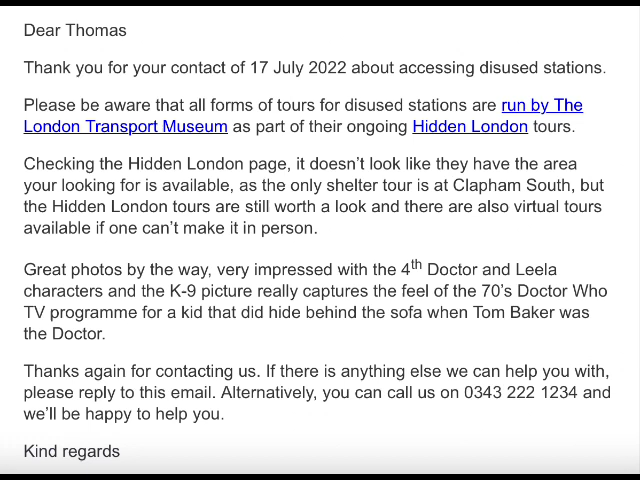 Dear Thomas
Thank you for your contact of 17 July 2022 about accessing disused stations.
Please be aware that all forms of tours for disused stations are run by The
London Transport Museum as part of their ongoing Hidden London tours.
Checking the Hidden London page, it doesn't look like they have the area
your looking for is available, as the only shelter tour is at Clapham South, but
the Hidden London tours are still worth a look and there are also virtual tours
available if one can't make it in person.
Great photos by the way, very impressed with the 4th Doctor and Leela
characters and the K-9 picture really captures the feel of the 70's Doctor Who
TV programme for a kid that did hide behind the sofa when Tom Baker was
the Doctor.
Thanks again for contacting us. If there is anything else we can help you with,
please reply to this email. Alternatively, you can call us on 0343 222 1234 and
we'll be happy to help you.
Kind regards